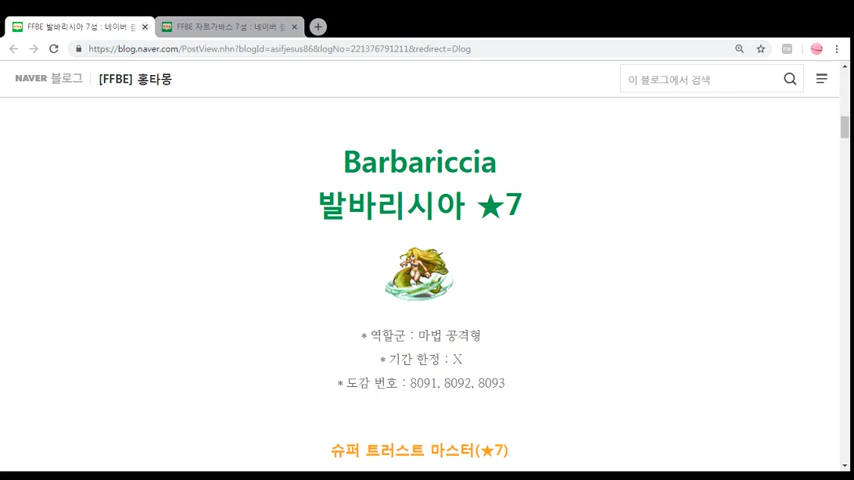 FFBE 발바리시아 7성 : 네이버 블
FFBE 자르가바스 7성 : 네이버 블
https://blog.naver.com/PostView.nhn?blogId=asifjesus86&logNo=221376791211&redirect=Dlog
NAVER 블로그
[FFBE] 홍타몽
이 블로그에서 검색
Barbariccia
발바리시아 ★7
* 역할군 : 마법 공격형
* 기간 한정 : X
* 도감 번호 : 8091, 8092, 8093
슈퍼 트러스트 마스터(★7)